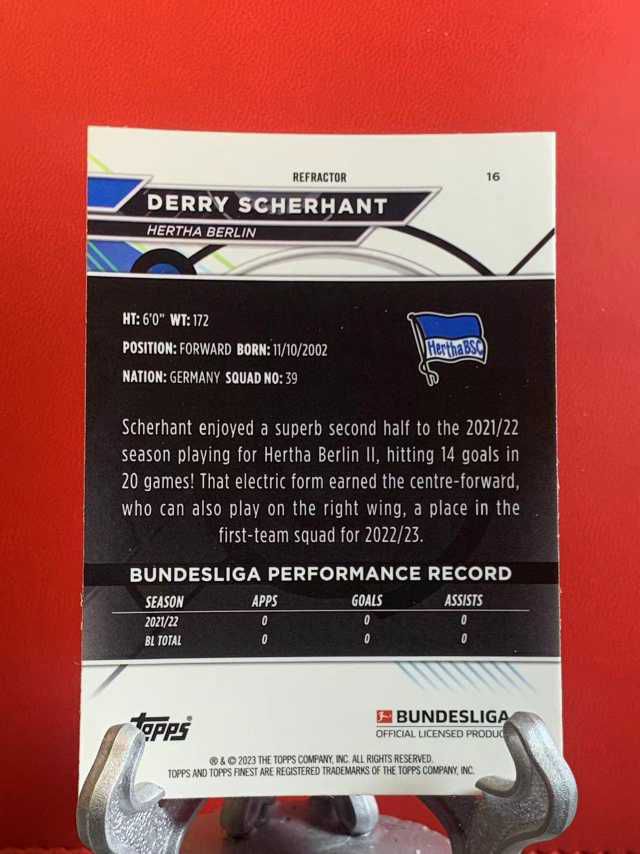 REFRACTOR 16
DERRY SCHERHANT
HERTHA BERLIN
HT: 6'0" WT: 172
POSITION: FORWARD BORN: 11/10/2002
NATION: GERMANY SQUAD NO: 39
Hertha BSC
Scherhant enjoyed a superb second half to the 2021/22
season playing for Hertha Berlin II, hitting 14 goals in
20 games! That electric form earned the centre-forward,
who can also play on the right wing, a place in the
first-team squad for 2022/23.
BUNDESLIGA PERFORMANCE RECORD
SEASON APPS GOALS ASSISTS
2021/22 0 0 0
BL TOTAL 0 0 0
Topps®
BUNDESLIGA
OFFICIAL LICENSED PRODUC
® & © 2023 THE TOPPS COMPANY, INC. ALL RIGHTS RESERVED.
TOPPS AND TOPPS FINEST ARE REGISTERED TRADEMARKS OF THE TOPPS COMPANY, INC.